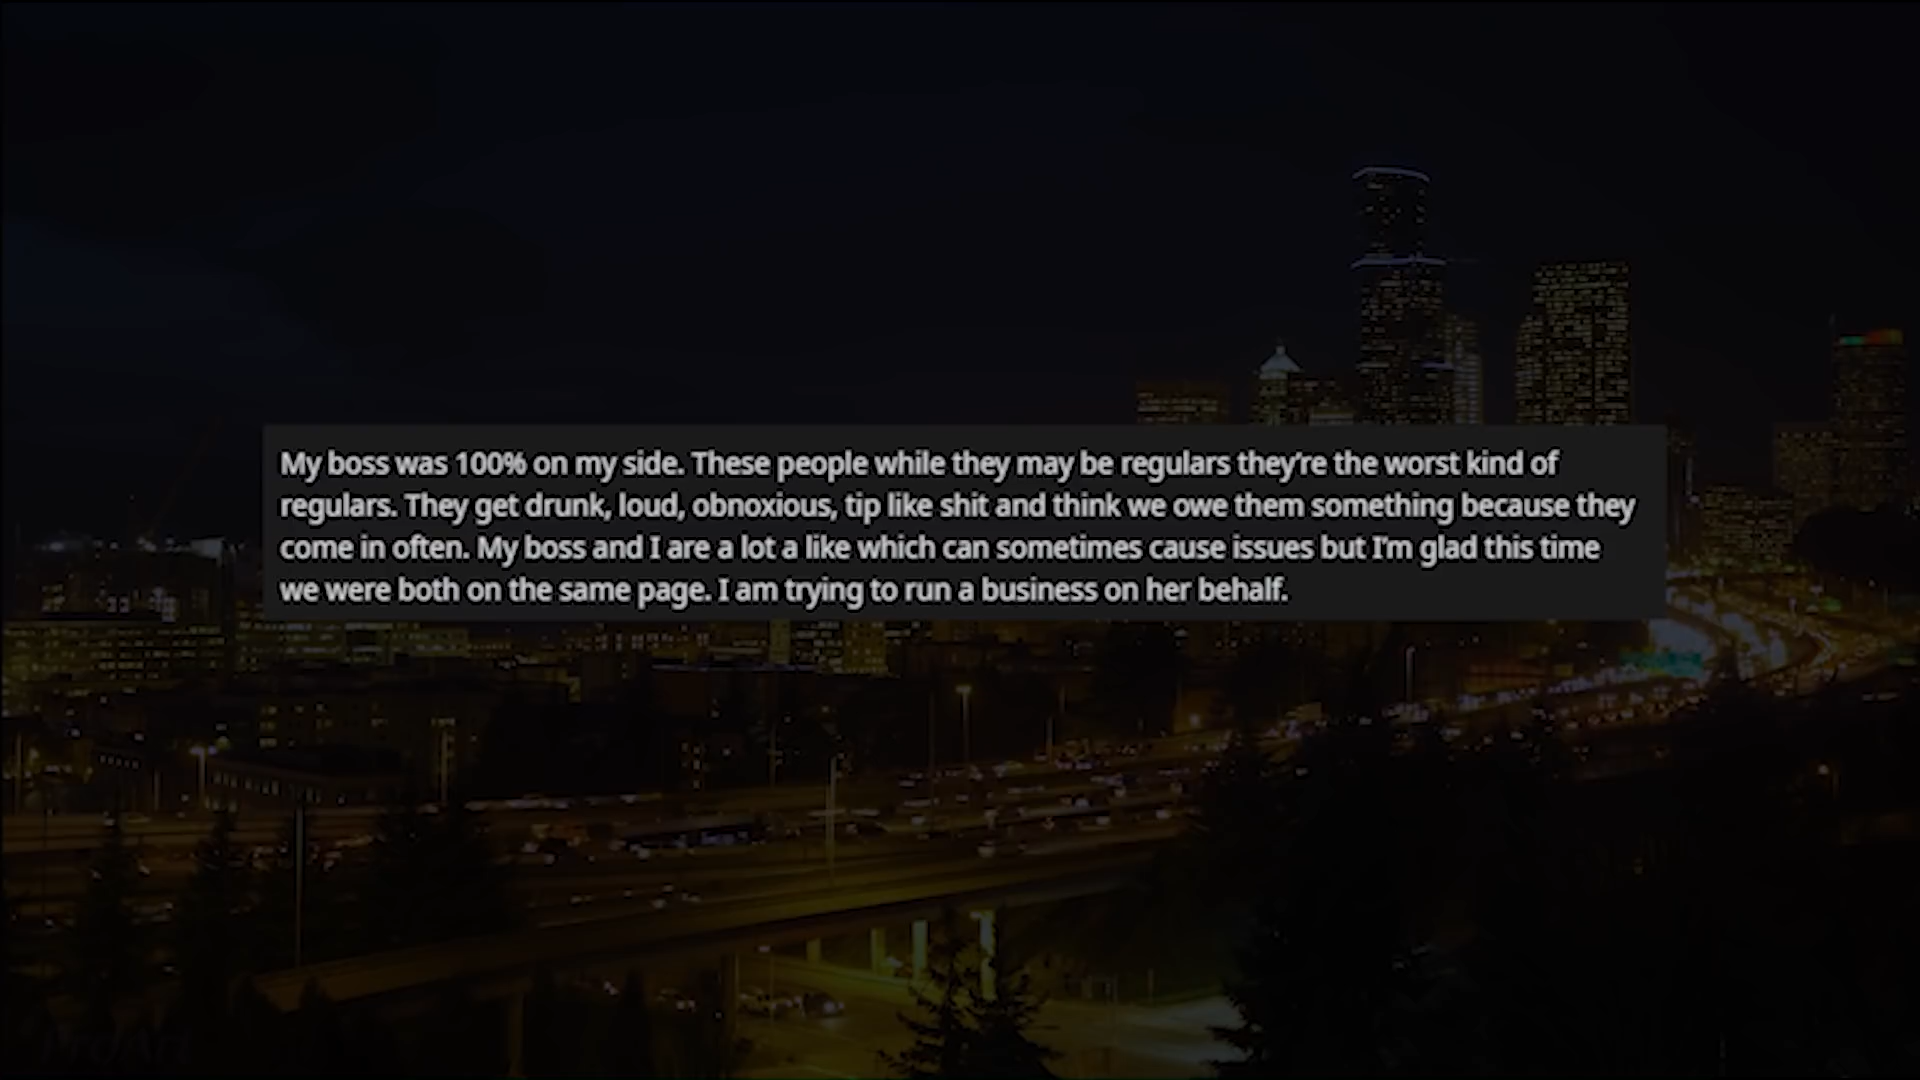 My boss was 100% on my side. These people while they may be regulars they're the worst kind of
regulars. They get drunk, loud, obnoxious, tip like shit and think we owe them something because they
come in often. My boss and I are a lot a like which can sometimes cause issues but I'm glad this time
we were both on the same page. I am trying to run a business on her behalf.